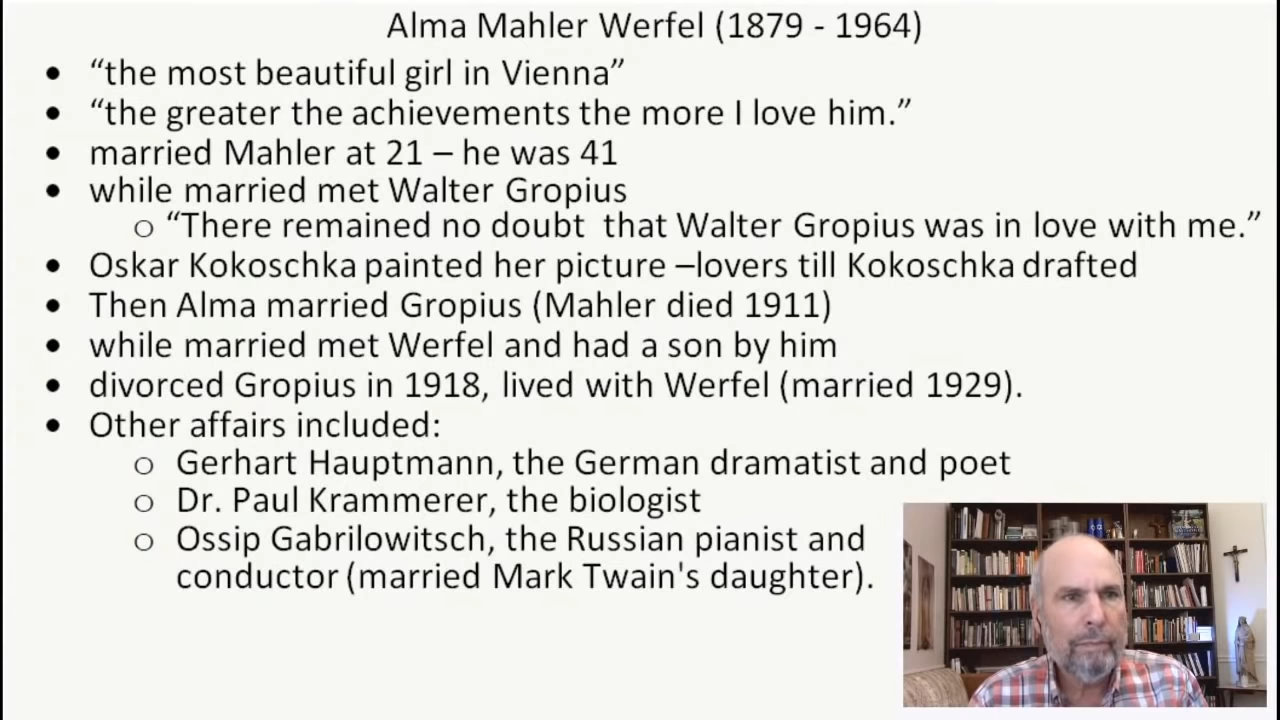 Alma Mahler Werfel (1879 - 1964)
• “the most beautiful girl in Vienna”
• “the greater the achievements the more I love him.”
• married Mahler at 21 – he was 41
• while married met Walter Gropius
o “There remained no doubt that Walter Gropius was in love with me.”
• Oskar Kokoschka painted her picture –lovers till Kokoschka drafted
• Then Alma married Gropius (Mahler died 1911)
• while married met Werfel and had a son by him
• divorced Gropius in 1918, lived with Werfel (married 1929).
• Other affairs included:
o Gerhart Hauptmann, the German dramatist and poet
o Dr. Paul Krammerer, the biologist
o Ossip Gabrilowitsch, the Russian pianist and
conductor (married Mark Twain's daughter).